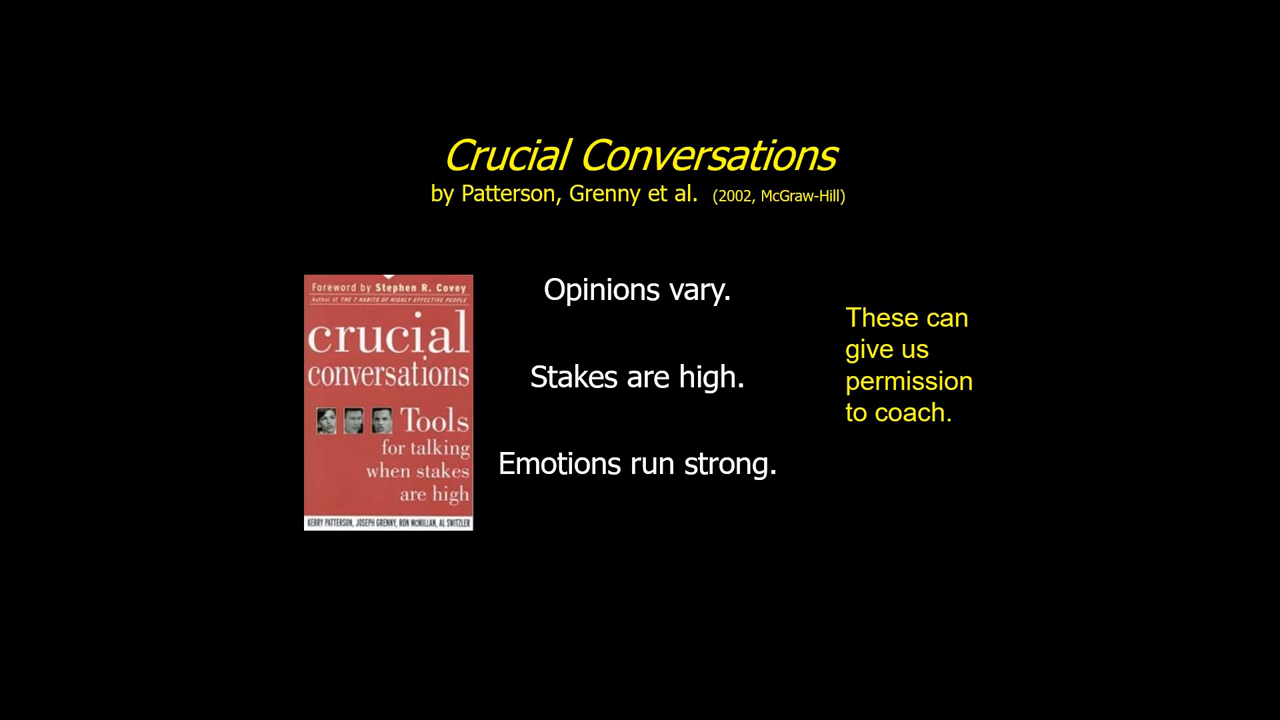 Crucial Conversations
by Patterson, Grenny et al. (2002, McGraw-Hill)
Foreword by Stephen R. Covey
author of THE 7 HABITS OF HIGHLY EFFECTIVE PEOPLE
crucial
conversations
Tools
for talking
when stakes
are high
KERRY PATTERSON, JOSEPH GRENNY, RON McMILLAN, AL SWITZLER
Opinions vary.
Stakes are high.
Emotions run strong.
These can
give us
permission
to coach.